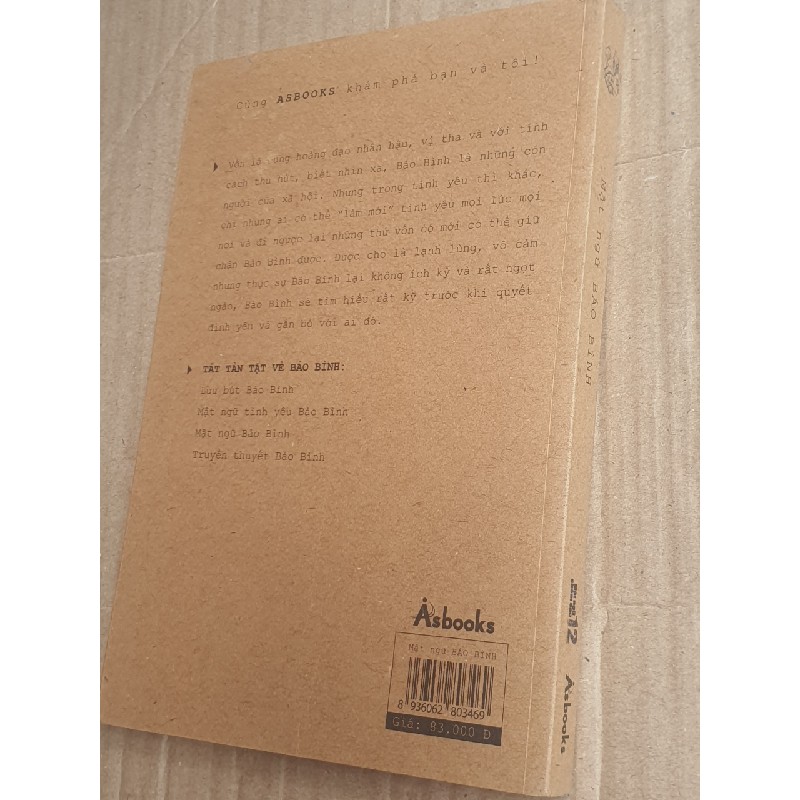 Cùng ASBOOKS khám phá bạn và tôi!
Vốn là cung hoàng đạo nhân hậu, vị tha và với tính
cách thu hút, biết nhìn xa, Bảo Bình là những con
người của xã hội. Nhưng trong tình yêu thì khác,
chỉ những ai có thể "làm mới" tình yêu mọi lúc mọi
nơi và đi ngược lại những thứ vốn có mới có thể giữ
chân Bảo Bình được. Được cho là lạnh lùng, vô cảm
nhưng thực sự Bảo Bình lại không ích kỷ và rất ngọt
ngào, Bảo Bình sẽ tìm hiểu rất kỹ trước khi quyết
định yêu và gắn bó với ai đó.
TẤT TẦN TẬT VỀ BẢO BÌNH:
Lưu bút Bảo Bình
Mật ngữ tình yêu Bảo Bình
Mật ngữ Bảo Bình
Truyền thuyết Bảo Bình
Asbooks
MẬT NGỮ BẢO BÌNH
8 936062 803469
Giá: 83.000 Đ
MẬT NGỮ BẢO BÌNH
12
Asbooks